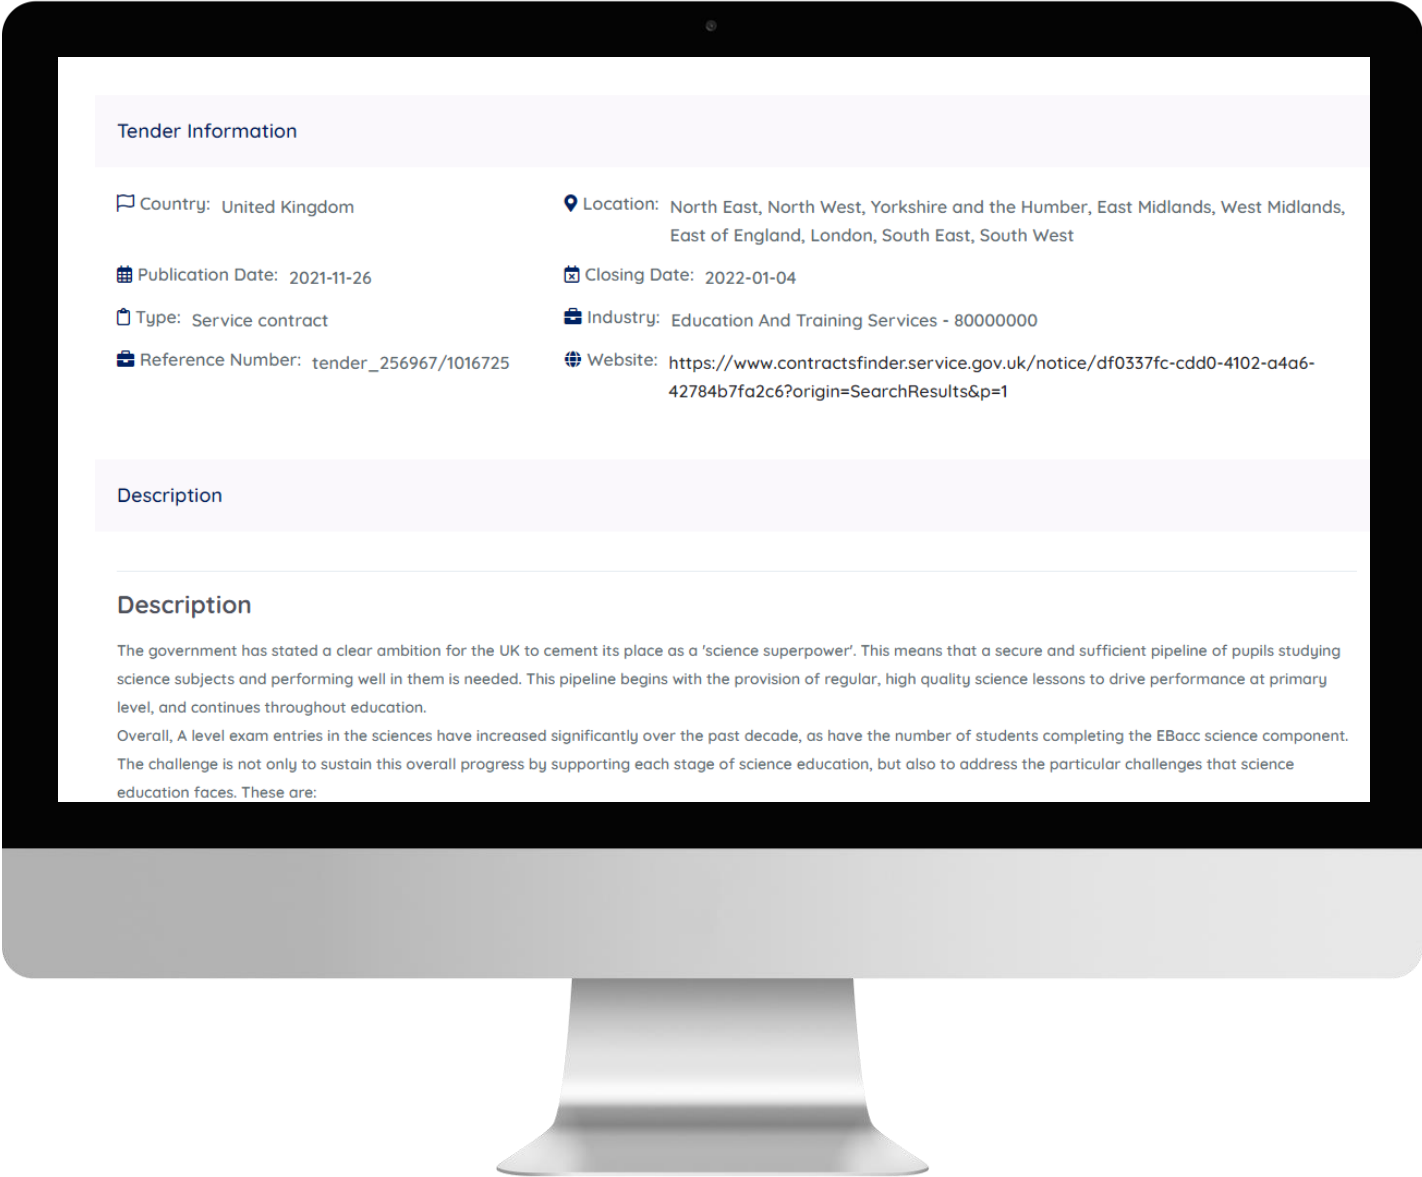 Tender Information
Country: United Kingdom
Location: North East, North West, Yorkshire and the Humber, East Midlands, West Midlands,
East of England, London, South East, South West
Publication Date: 2021-11-26
Closing Date: 2022-01-04
Type: Service contract
Industry: Education And Training Services - 80000000
Reference Number: tender_256967/1016725
Website: https://www.contractsfinder.service.gov.uk/notice/df0337fc-cdd0-4102-a4a6-
42784b7fa2c6?origin=SearchResults&p=1
Description
Description
The government has stated a clear ambition for the UK to cement its place as a 'science superpower'. This means that a secure and sufficient pipeline of pupils studying
science subjects and performing well in them is needed. This pipeline begins with the provision of regular, high quality science lessons to drive performance at primary
level, and continues throughout education.
Overall, A level exam entries in the sciences have increased significantly over the past decade, as have the number of students completing the EBacc science component.
The challenge is not only to sustain this overall progress by supporting each stage of science education, but also to address the particular challenges that science
education faces. These are: